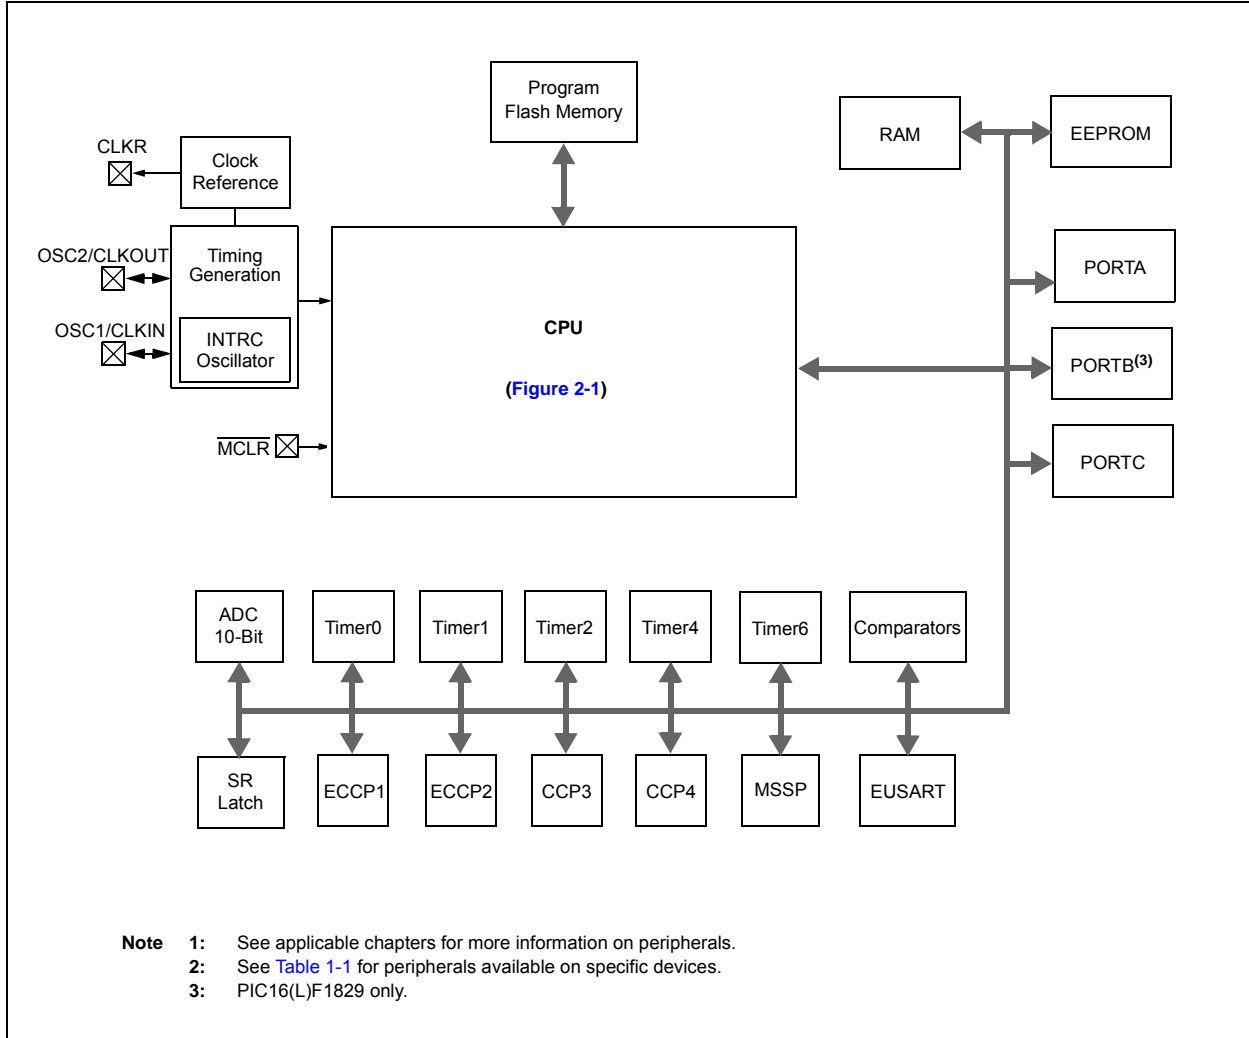 Program
Flash Memory
RAM
EEPROM
CLKR
Clock
Reference
OSC2/CLKOUT
Timing
Generation
OSC1/CLKIN
INTRC
Oscillator
MCLR
CPU
(Figure 2-1)
PORTA
PORTB(3)
PORTC
ADC
10-Bit
Timer0
Timer1
Timer2
Timer4
Timer6
Comparators
SR
Latch
ECCP1
ECCP2
CCP3
CCP4
MSSP
EUSART
Note 1: See applicable chapters for more information on peripherals.
2: See Table 1-1 for peripherals available on specific devices.
3: PIC16(L)F1829 only.